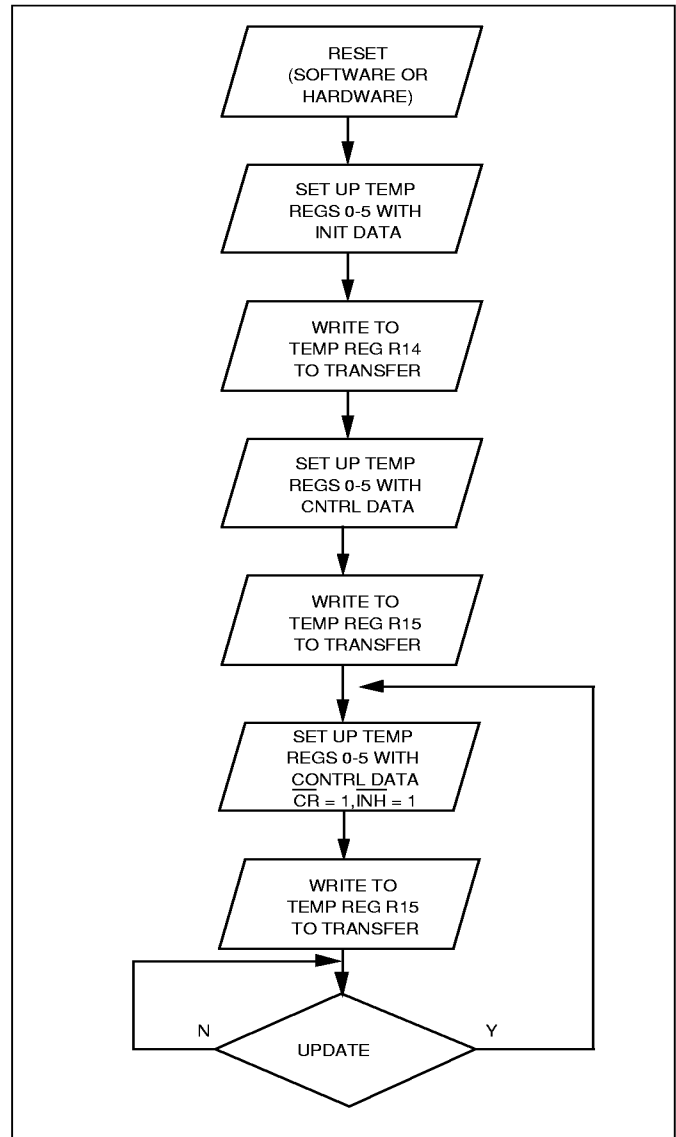 RESET
(SOFTWARE OR
HARDWARE)
SET UP TEMP
REGS 0-5 WITH
INIT DATA
WRITE TO
TEMP REG R14
TO TRANSFER
SET UP TEMP
REGS 0-5 WITH
CNTRL DATA
WRITE TO
TEMP REG R15
TO TRANSFER
SET UP TEMP
REGS 0-5 WITH
CONTRL DATA
C̅R̅ = 1,I̅N̅H̅ = 1
WRITE TO
TEMP REG R15
TO TRANSFER
N
Y
UPDATE